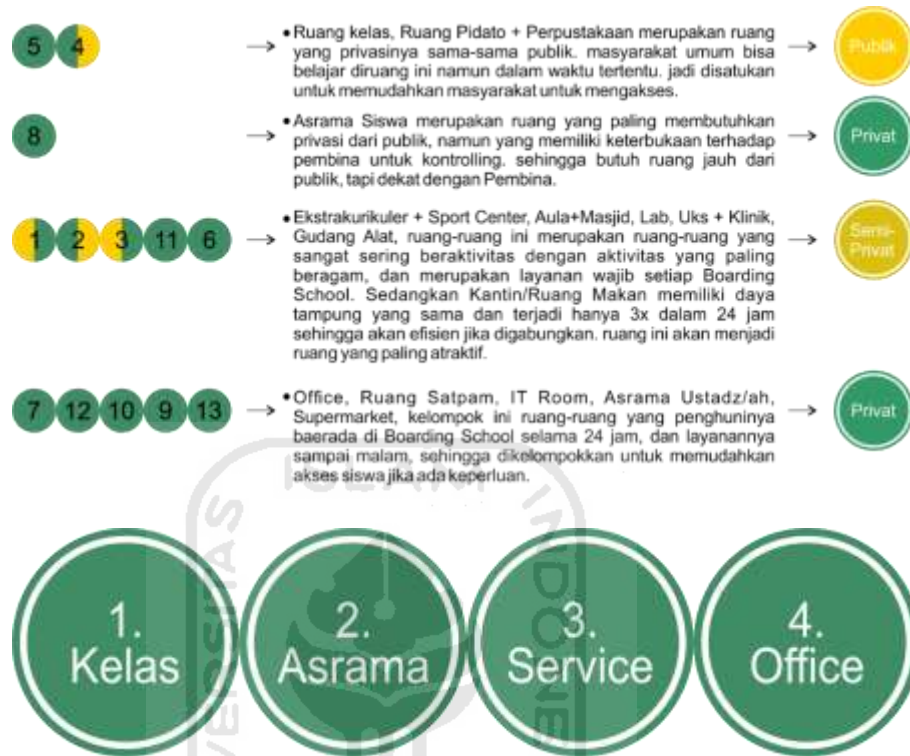 5 4
• Ruang kelas, Ruang Pidato + Perpustakaan merupakan ruang
yang privasinya sama-sama publik. masyarakat umum bisa
belajar diruang ini namun dalam waktu tertentu. jadi disatukan
untuk memudahkan masyarakat untuk mengakses.
Publik
8
• Asrama Siswa merupakan ruang yang paling membutuhkan
privasi dari publik, namun yang memiliki keterbukaan terhadap
pembina untuk kontrolling. sehingga butuh ruang jauh dari
publik, tapi dekat dengan Pembina.
Privat
1 2 3 11 6
• Ekstrakurikuler + Sport Center, Aula+Masjid, Lab, Uks + Klinik,
Gudang Alat, ruang-ruang ini merupakan ruang-ruang yang
sangat sering beraktivitas dengan aktivitas yang paling
beragam, dan merupakan layanan wajib setiap Boarding
School. Sedangkan Kantin/Ruang Makan memiliki daya
tampung yang sama dan terjadi hanya 3x dalam 24 jam
sehingga akan efisien jika digabungkan. ruang ini akan menjadi
ruang yang paling atraktif.
Semi-
Privat
7 12 10 9 13
• Office, Ruang Satpam, IT Room, Asrama Ustadz/ah,
Supermarket, kelompok ini ruang-ruang yang penghuninya
baerada di Boarding School selama 24 jam, dan layanannya
sampai malam, sehingga dikelompokkan untuk memudahkan
akses siswa jika ada keperluan.
Privat
1.
Kelas
2.
Asrama
3.
Service
4.
Office